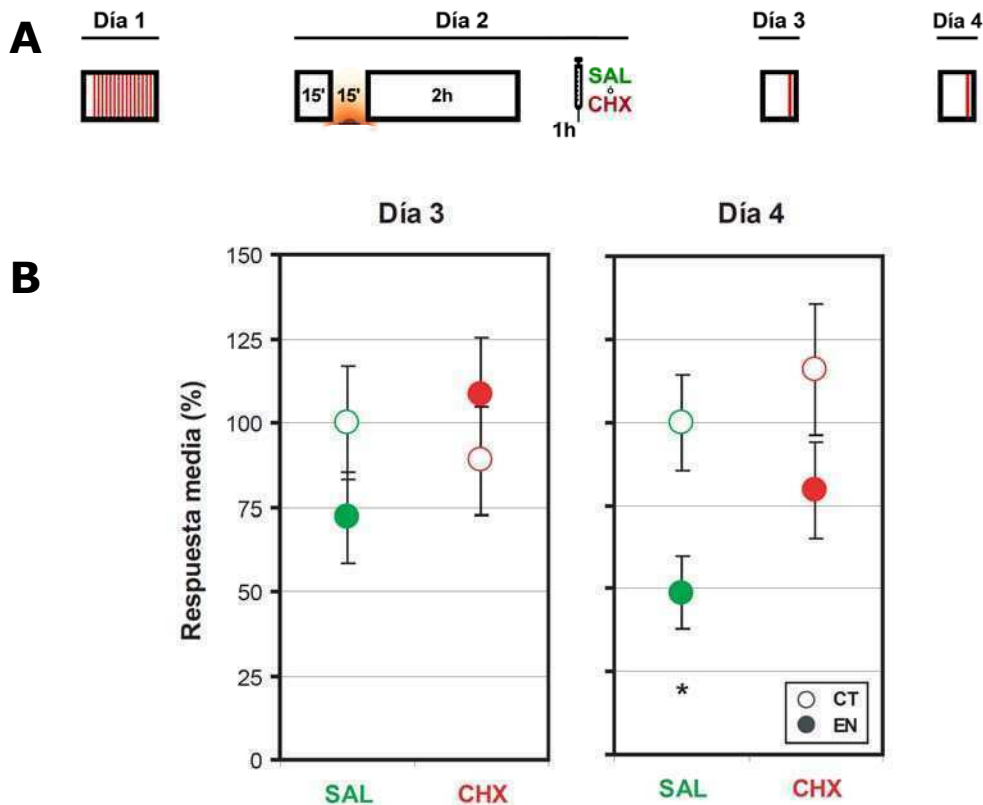 A
Día 1
Día 2
Día 3
Día 4
15' 15' 2h
SAL
ó
CHX
1h
B
Día 3
Día 4
Respuesta media (%)
150
125
100
75
50
25
0
*
CT
EN
SAL CHX SAL CHX